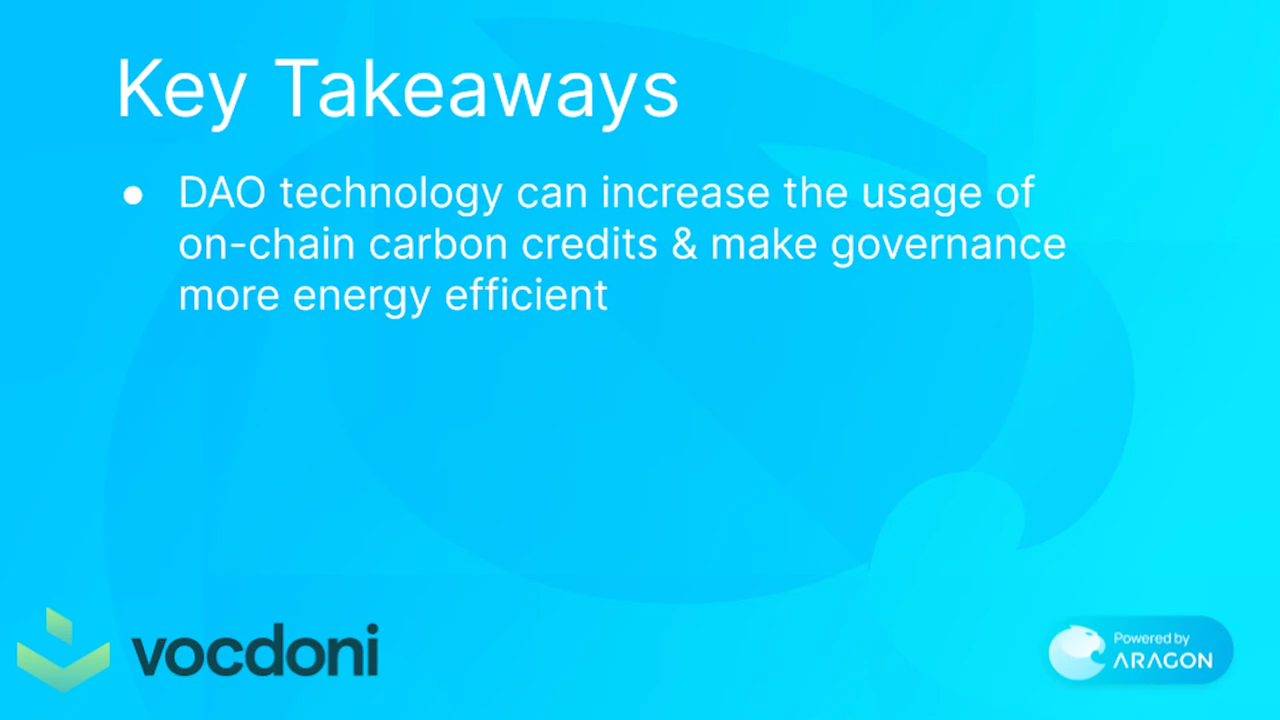 Key Takeaways
● DAO technology can increase the usage of
on-chain carbon credits & make governance
more energy efficient
vocdoni
Powered by
ARAGON